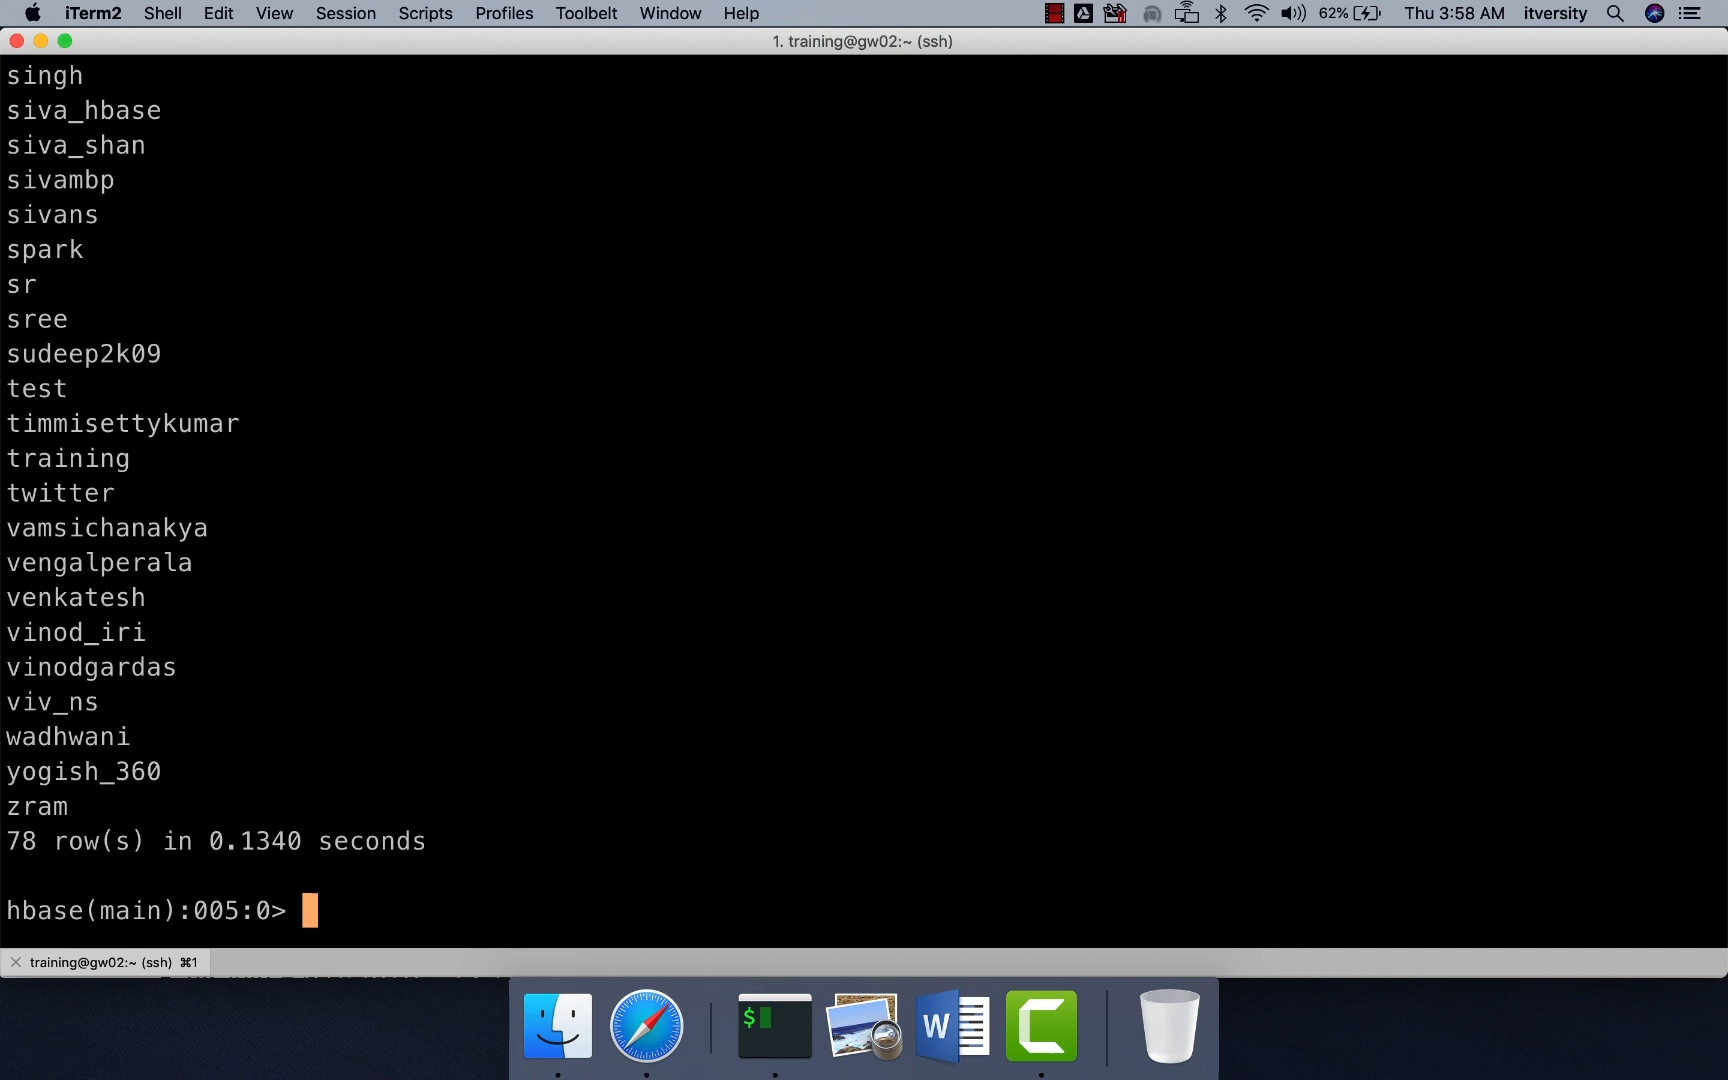 iTerm2 Shell Edit View Session Scripts Profiles Toolbelt Window Help 62% Thu 3:58 AM itversity
1. training@gw02:~ (ssh)
singh
siva_hbase
siva_shan
sivambp
sivans
spark
sr
sree
sudeep2k09
test
timmisettykumar
training
twitter
vamsichanakya
vengalperala
venkatesh
vinod_iri
vinodgardas
viv_ns
wadhwani
yogish_360
zram
78 row(s) in 0.1340 seconds
hbase(main):005:0>
training@gw02:~ (ssh) ⌘1
$
W